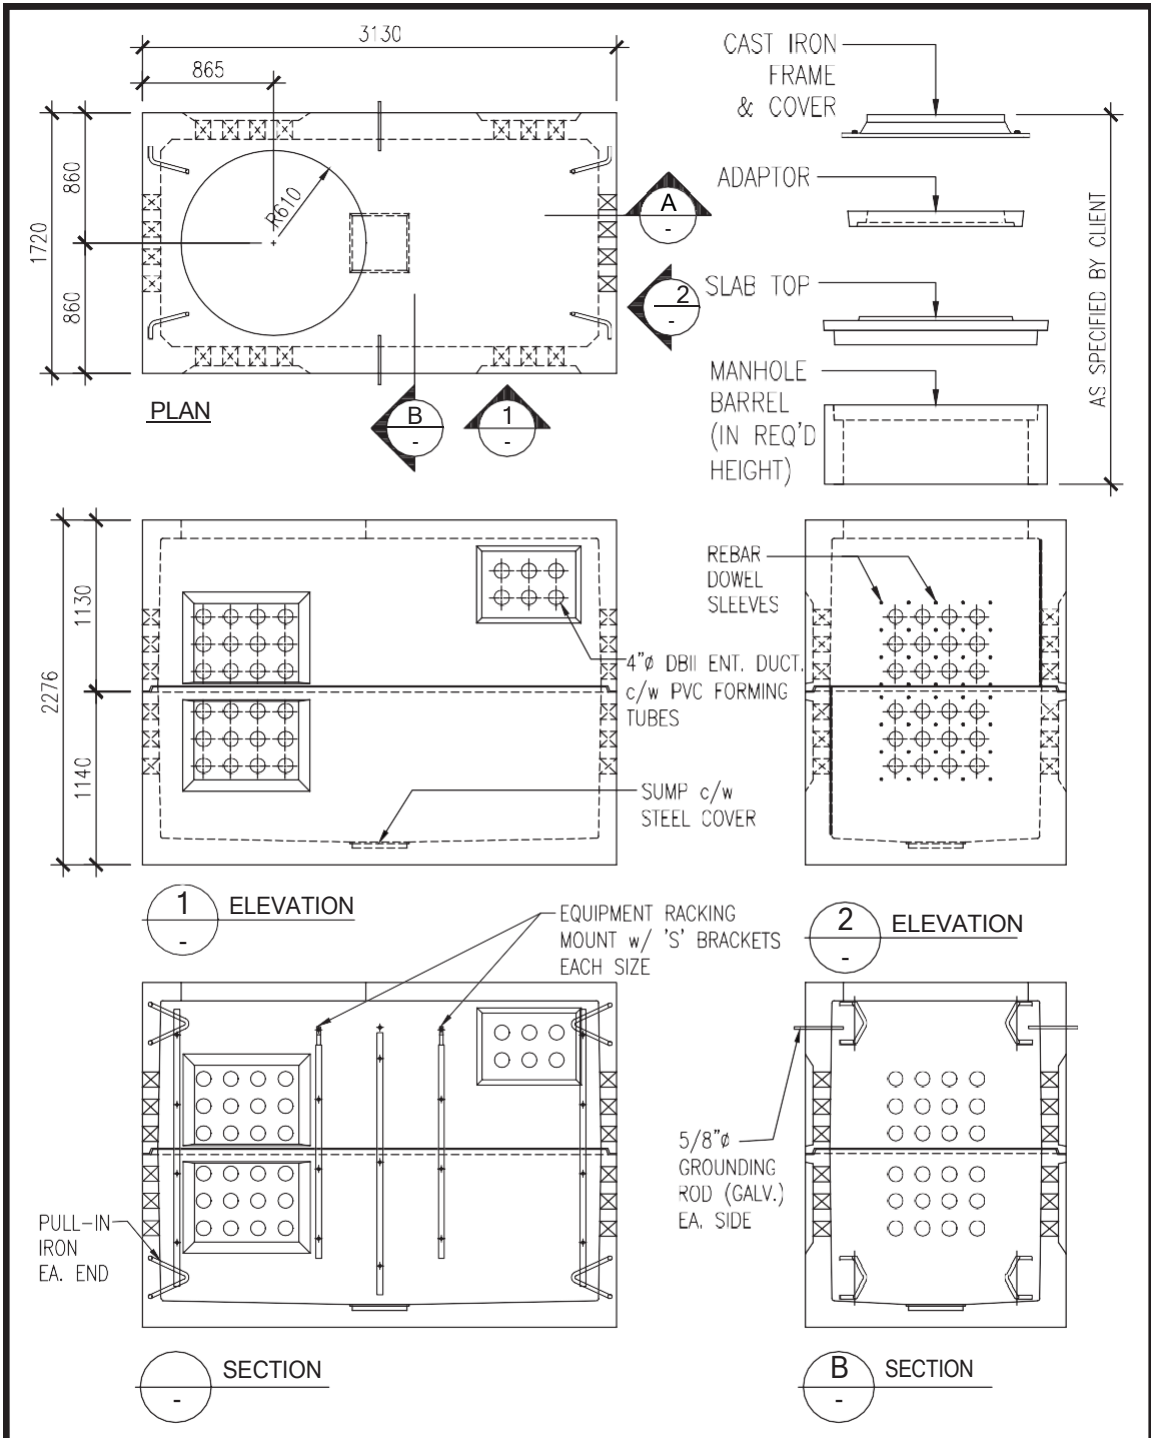 3130
865
860
1720
860
R610
A
-
2
-
B
-
1
-
PLAN
CAST IRON
FRAME
& COVER
ADAPTOR
SLAB TOP
MANHOLE
BARREL
(IN REQ'D
HEIGHT)
AS SPECIFIED BY CLIENT
1130
2276
1140
4"ø DBII ENT. DUCT.
c/w PVC FORMING
TUBES
SUMP c/w
STEEL COVER
REBAR
DOWEL
SLEEVES
1
-
ELEVATION
2
-
ELEVATION
EQUIPMENT RACKING
MOUNT w/ 'S' BRACKETS
EACH SIZE
PULL-IN
IRON
EA. END
5/8"ø
GROUNDING
ROD (GALV.)
EA. SIDE
-
SECTION
B
-
SECTION